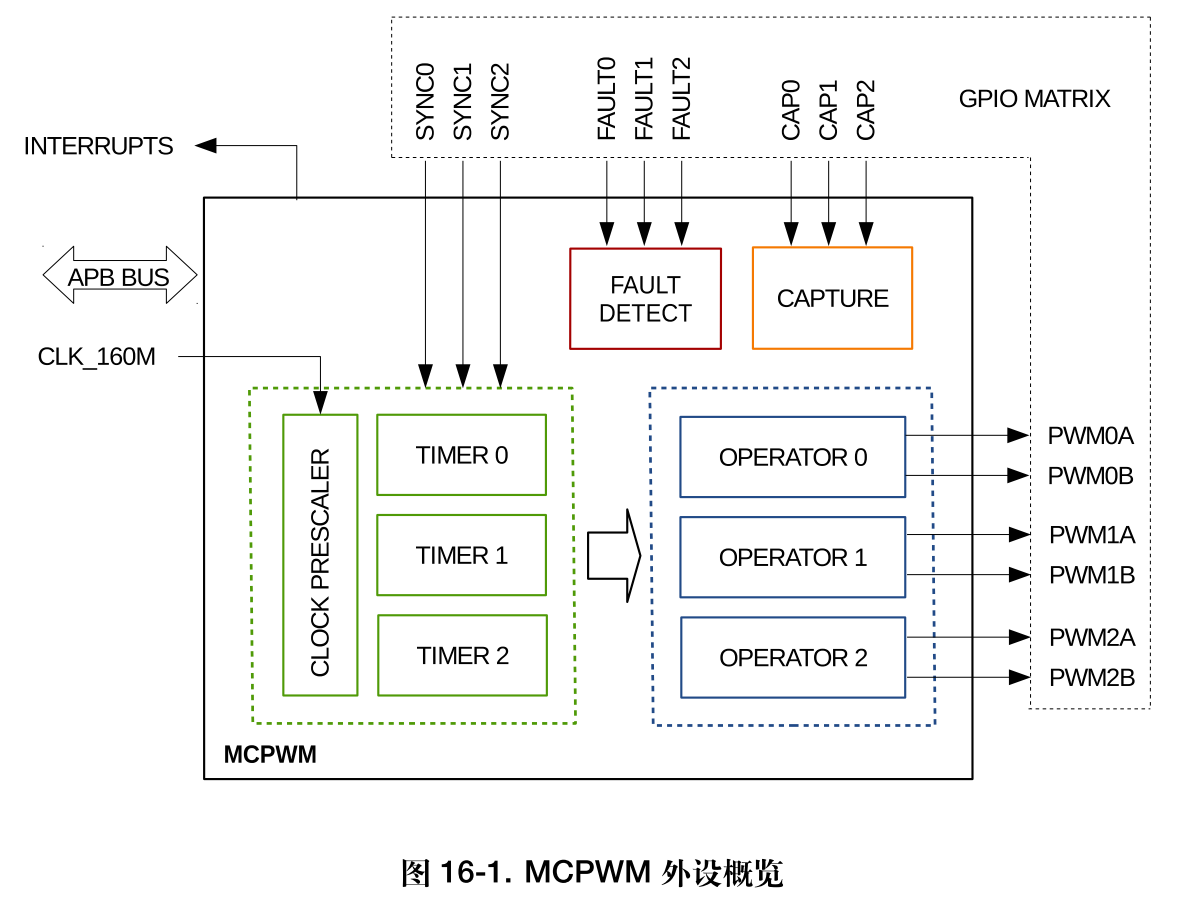 SYNC0
SYNC1
SYNC2
FAULT0
FAULT1
FAULT2
CAP0
CAP1
CAP2
GPIO MATRIX
INTERRUPTS
APB BUS
CLK_160M
FAULT
DETECT
CAPTURE
CLOCK PRESCALER
TIMER 0
TIMER 1
TIMER 2
OPERATOR 0
OPERATOR 1
OPERATOR 2
PWM0A
PWM0B
PWM1A
PWM1B
PWM2A
PWM2B
MCPWM
图 16-1. MCPWM 外设概览